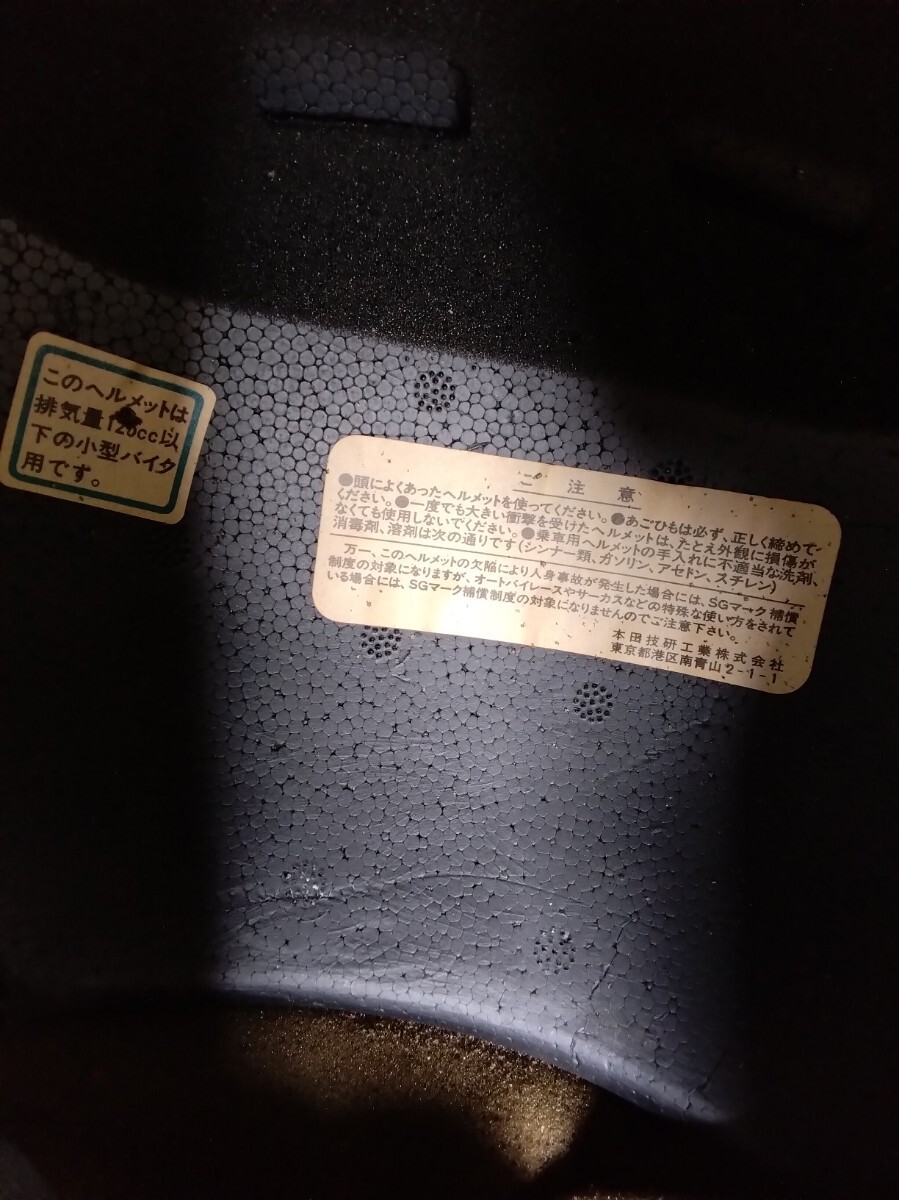 このヘルメットは
排気量125cc以
下の小型バイク
用です。
ご注意
●頭によくあったヘルメットを使ってください。●あごひもは必ず、正しく締めて
ください。●一度でも大きい衝撃を受けたヘルメットは、たとえ外観に損傷が
なくても使用しないでください。●乗車用ヘルメットの手入れに不適当な洗剤、
消毒剤、溶剤は次の通りです(シンナー類、ガソリン、アセトン、スチレン)
万一、このヘルメットの欠陥により人身事故が発生した場合には、SGマーク補償
制度の対象になりますが、オートバイレースやサーカスなどの特殊な使い方をされて
いる場合には、SGマーク補償制度の対象になりませんのでご注意下さい。
本田技研工業株式会社
東京都港区南青山2-1-1